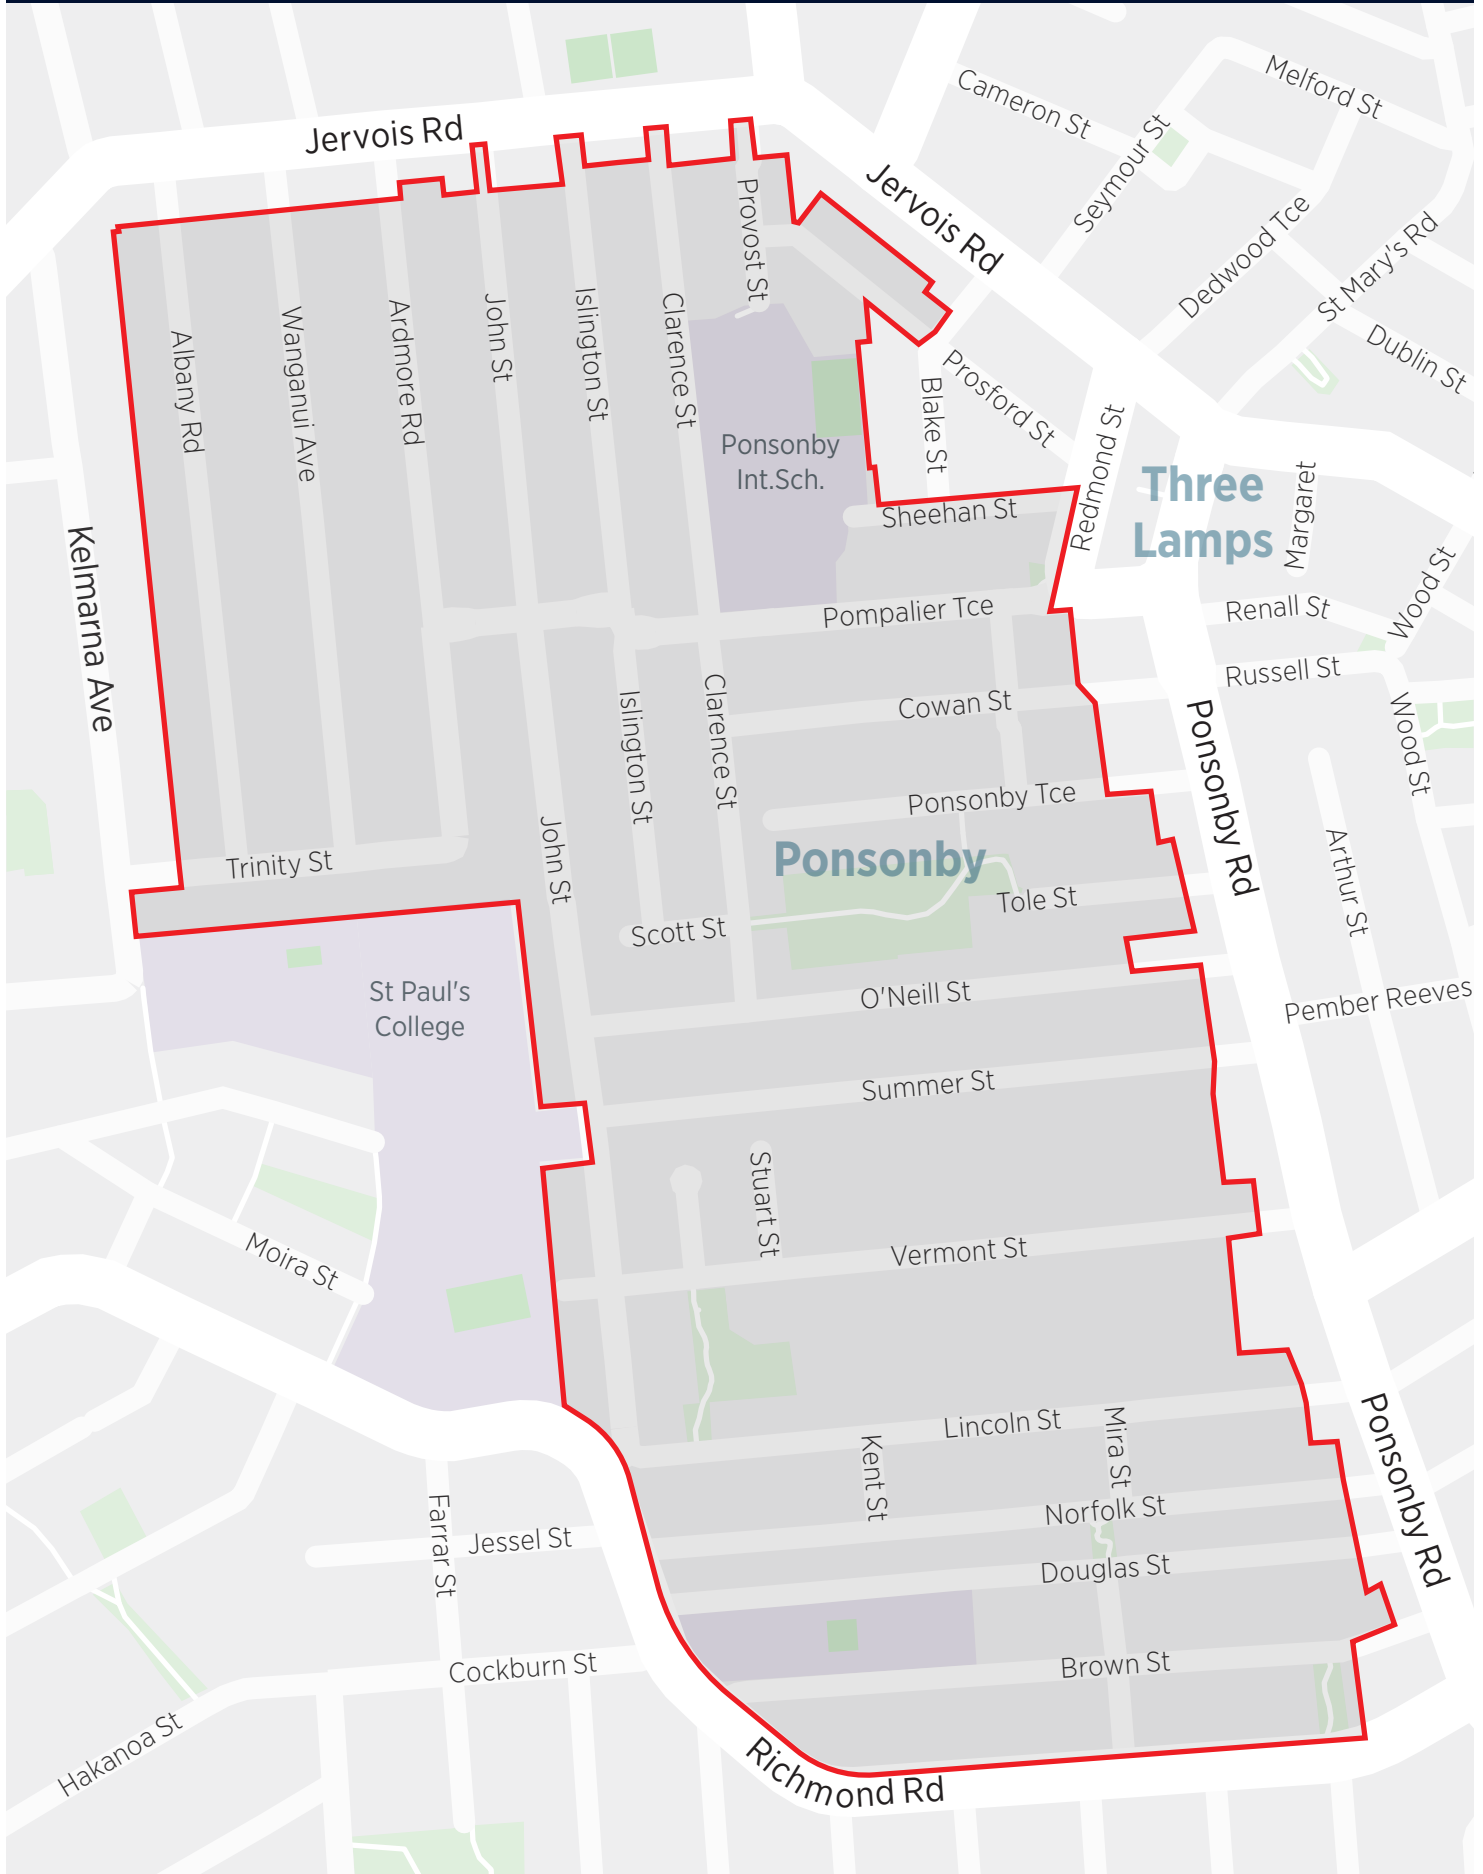 Jervois Rd
Cameron St
Melford St
Seymour St
Jervois Rd
Dedwood Tce
St Mary's Rd
Dublin St
Provost St
Albany Rd
Wanganui Ave
Ardmore Rd
John St
Islington St
Clarence St
Prosford St
Blake St
Redmond St
Ponsonby
Int.Sch.
Three
Lamps
Margaret
Sheehan St
Wood St
Kelmarna Ave
Pompalier Tce
Renall St
Russell St
Cowan St
Islington St
Clarence St
Ponsonby Rd
Wood St
Ponsonby Tce
Trinity St
John St
Ponsonby
Arthur St
Tole St
Scott St
St Paul's
College
O'Neill St
Pember Reeves
Summer St
Stuart St
Moira St
Vermont St
Lincoln St
Mira St
Kent St
Ponsonby Rd
Farrar St
Jessel St
Norfolk St
Douglas St
Cockburn St
Brown St
Hakanoa St
Richmond Rd